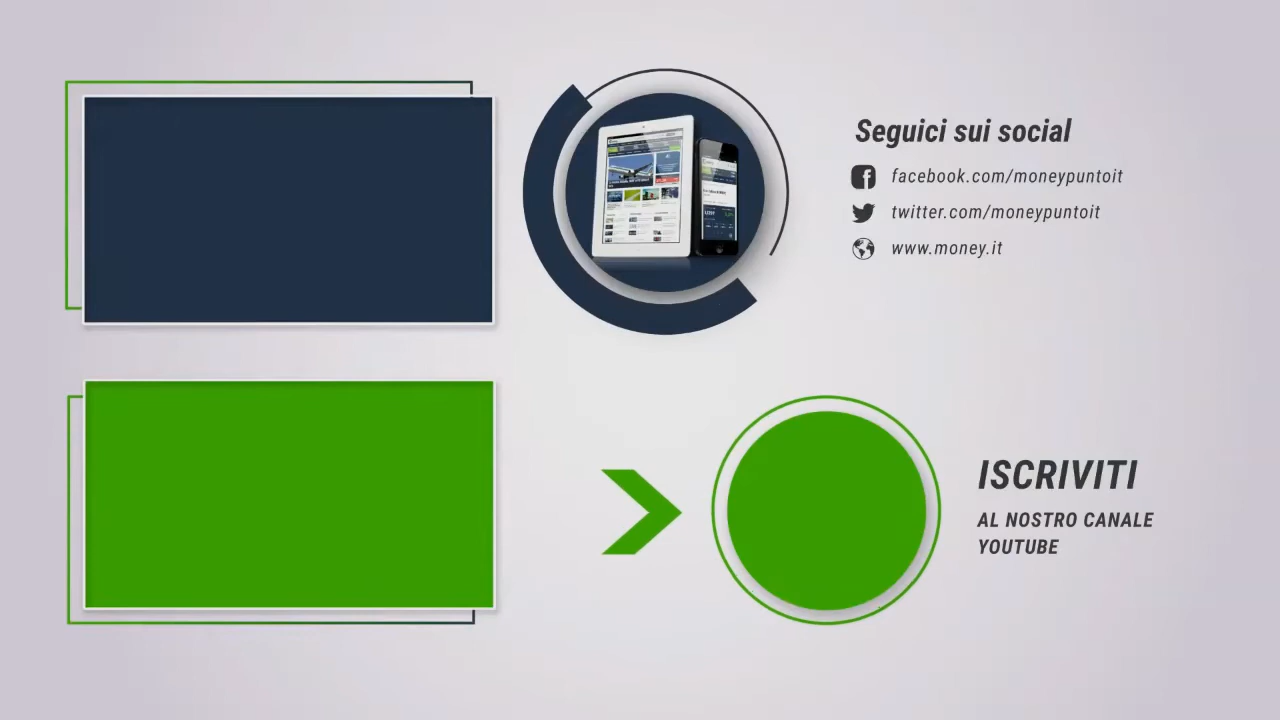 Seguici sui social
facebook.com/moneypuntoit
twitter.com/moneypuntoit
www.money.it
ISCRIVITI
AL NOSTRO CANALE
YOUTUBE